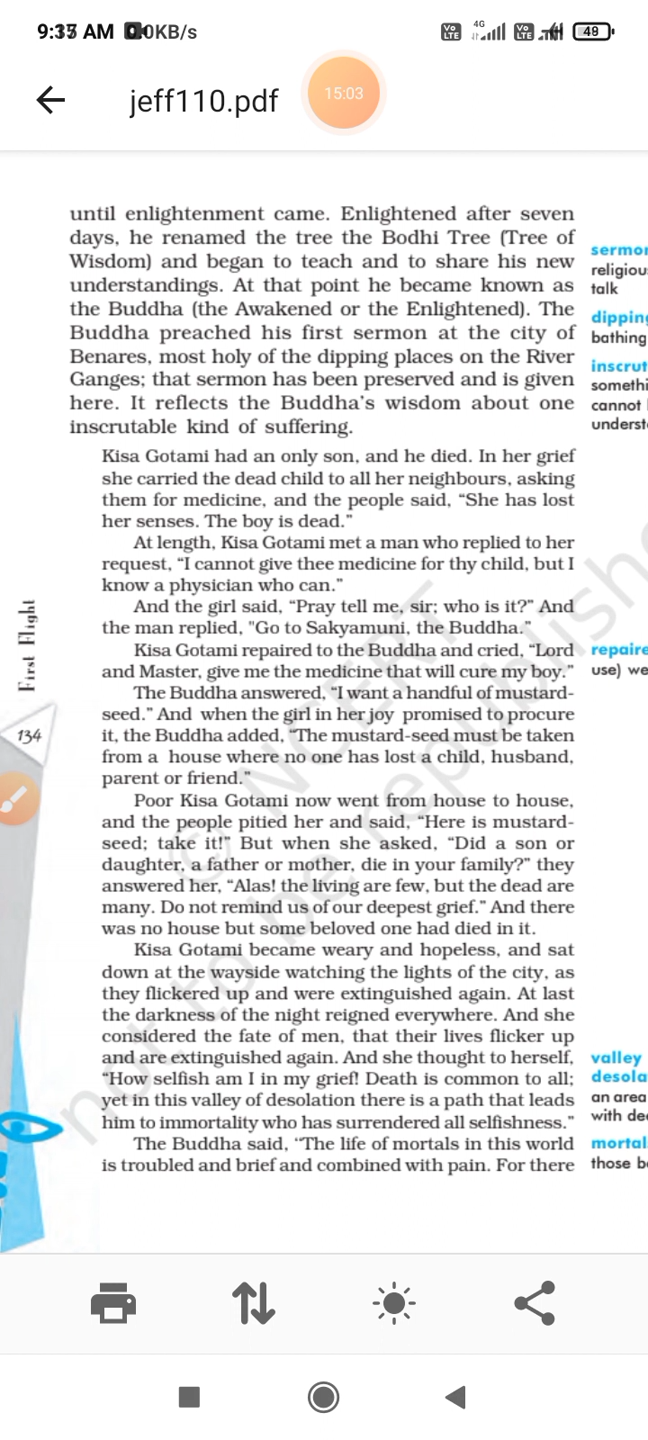 9:35 AM 0.0KB/s
4G
Vo LTE
Vo LTE
48
jeff110.pdf
15:03
until enlightenment came. Enlightened after seven
days, he renamed the tree the Bodhi Tree (Tree of
Wisdom) and began to teach and to share his new
understandings. At that point he became known as
the Buddha (the Awakened or the Enlightened). The
Buddha preached his first sermon at the city of
Benares, most holy of the dipping places on the River
Ganges; that sermon has been preserved and is given
here. It reflects the Buddha's wisdom about one
inscrutable kind of suffering.
sermo
religiou
talk
dippin
bathing
inscrut
somethi
cannot
underst
Kisa Gotami had an only son, and he died. In her grief
she carried the dead child to all her neighbours, asking
them for medicine, and the people said, “She has lost
her senses. The boy is dead.”
At length, Kisa Gotami met a man who replied to her
request, “I cannot give thee medicine for thy child, but I
know a physician who can.”
And the girl said, “Pray tell me, sir; who is it?” And
the man replied, "Go to Sakyamuni, the Buddha.”
Kisa Gotami repaired to the Buddha and cried, “Lord
and Master, give me the medicine that will cure my boy.”
repaire
use) we
The Buddha answered, “I want a handful of mustard-
seed.” And when the girl in her joy promised to procure
it, the Buddha added, “The mustard-seed must be taken
from a house where no one has lost a child, husband,
parent or friend.”
Poor Kisa Gotami now went from house to house,
and the people pitied her and said, “Here is mustard-
seed; take it!” But when she asked, “Did a son or
daughter, a father or mother, die in your family?” they
answered her, “Alas! the living are few, but the dead are
many. Do not remind us of our deepest grief.” And there
was no house but some beloved one had died in it.
Kisa Gotami became weary and hopeless, and sat
down at the wayside watching the lights of the city, as
they flickered up and were extinguished again. At last
the darkness of the night reigned everywhere. And she
considered the fate of men, that their lives flicker up
and are extinguished again. And she thought to herself,
“How selfish am I in my grief! Death is common to all;
yet in this valley of desolation there is a path that leads
him to immortality who has surrendered all selfishness.”
valley
desola
an area
with de
The Buddha said, “The life of mortals in this world
is troubled and brief and combined with pain. For there
mortal
those b
First Flight
134
© NCERT
not to be republishe